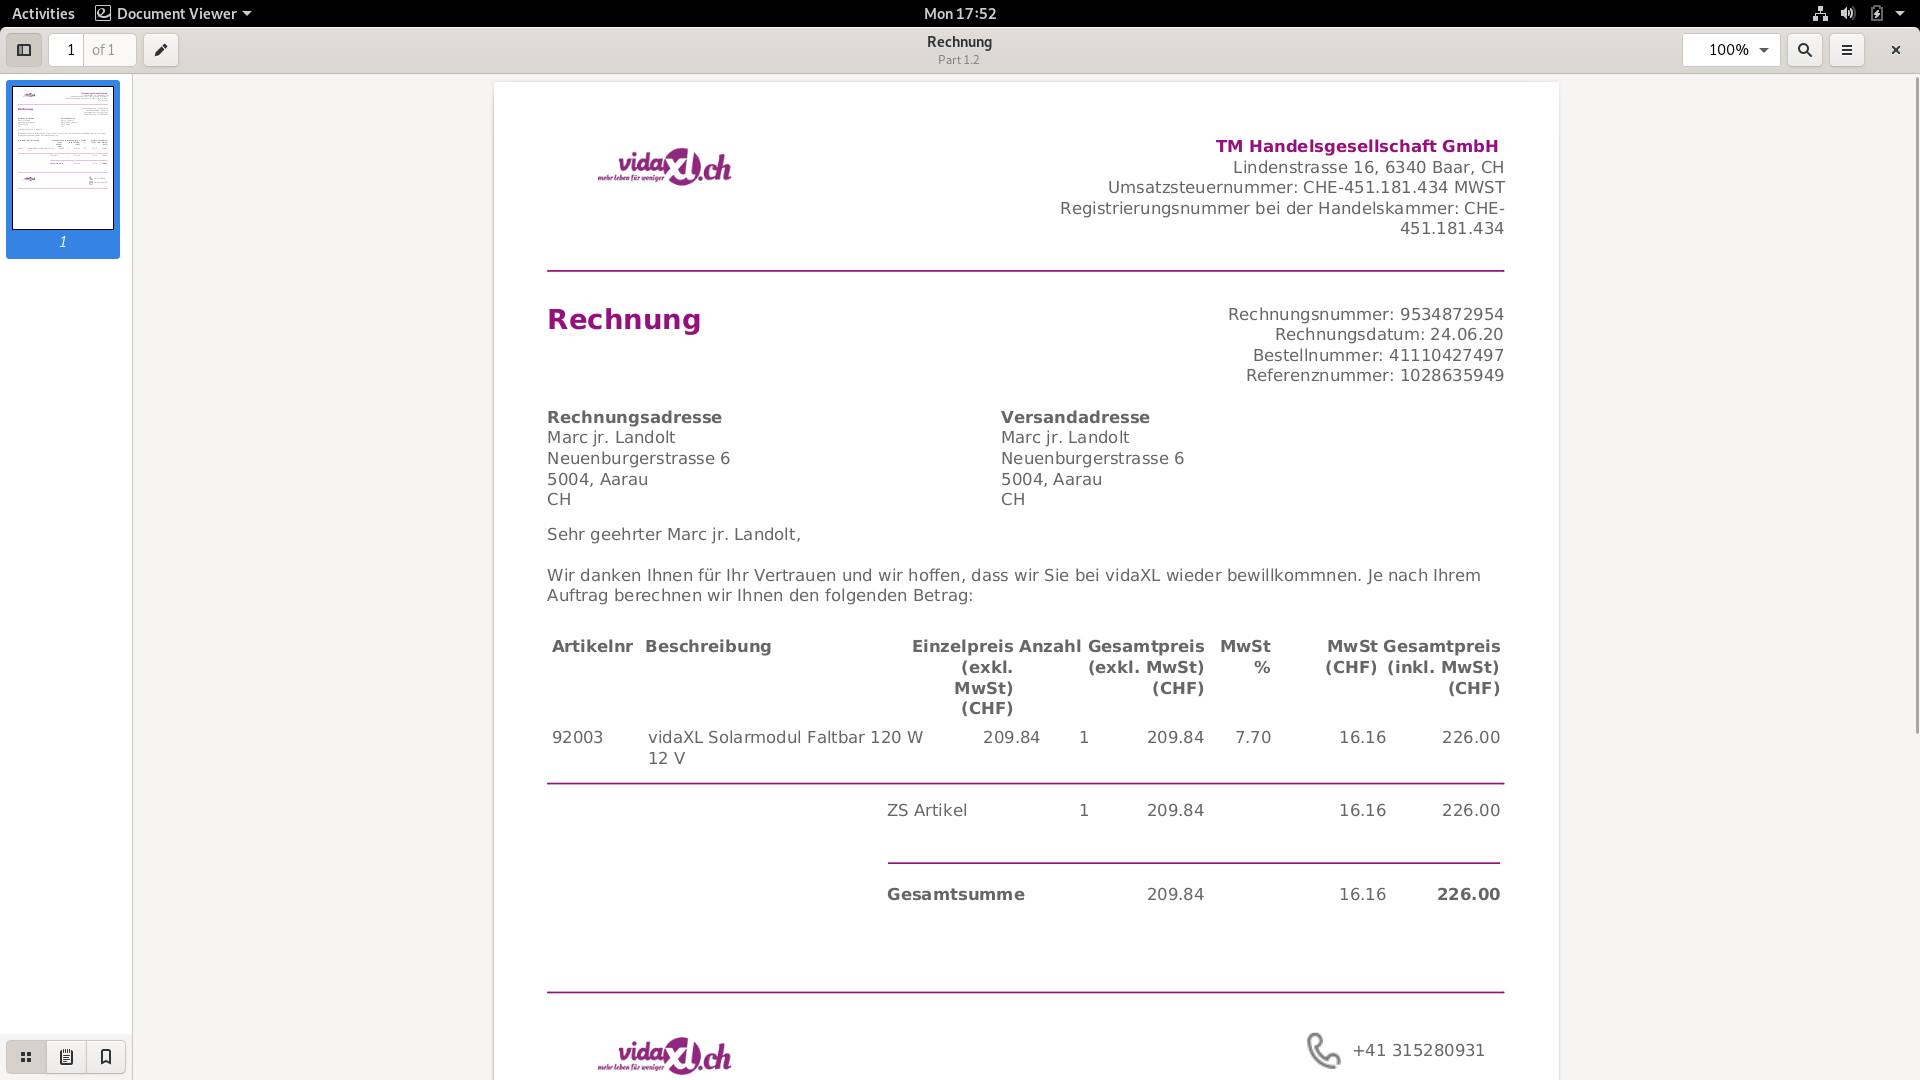 Activities
Document Viewer
Mon 17:52
1 of 1
Rechnung
Part 1.2
100%
1
vidaXL.ch
mehr leben für weniger
TM Handelsgesellschaft GmbH
Lindenstrasse 16, 6340 Baar, CH
Umsatzsteuernummer: CHE-451.181.434 MWST
Registrierungsnummer bei der Handelskammer: CHE-
451.181.434
Rechnung
Rechnungsnummer: 9534872954
Rechnungsdatum: 24.06.20
Bestellnummer: 41110427497
Referenznummer: 1028635949
Rechnungsadresse
Marc jr. Landolt
Neuenburgerstrasse 6
5004, Aarau
CH
Versandadresse
Marc jr. Landolt
Neuenburgerstrasse 6
5004, Aarau
CH
Sehr geehrter Marc jr. Landolt,
Wir danken Ihnen für Ihr Vertrauen und wir hoffen, dass wir Sie bei vidaXL wieder bewillkommnen. Je nach Ihrem
Auftrag berechnen wir Ihnen den folgenden Betrag:
Artikelnr Beschreibung Einzelpreis Anzahl Gesamtpreis MwSt MwSt Gesamtpreis
(exkl. (exkl. MwSt) % (CHF) (inkl. MwSt)
MwSt) (CHF) (CHF)
(CHF)
92003 vidaXL Solarmodul Faltbar 120 W 209.84 1 209.84 7.70 16.16 226.00
12 V
ZS Artikel 1 209.84 16.16 226.00
Gesamtsumme 209.84 16.16 226.00
vidaXL.ch
mehr leben für weniger
+41 315280931